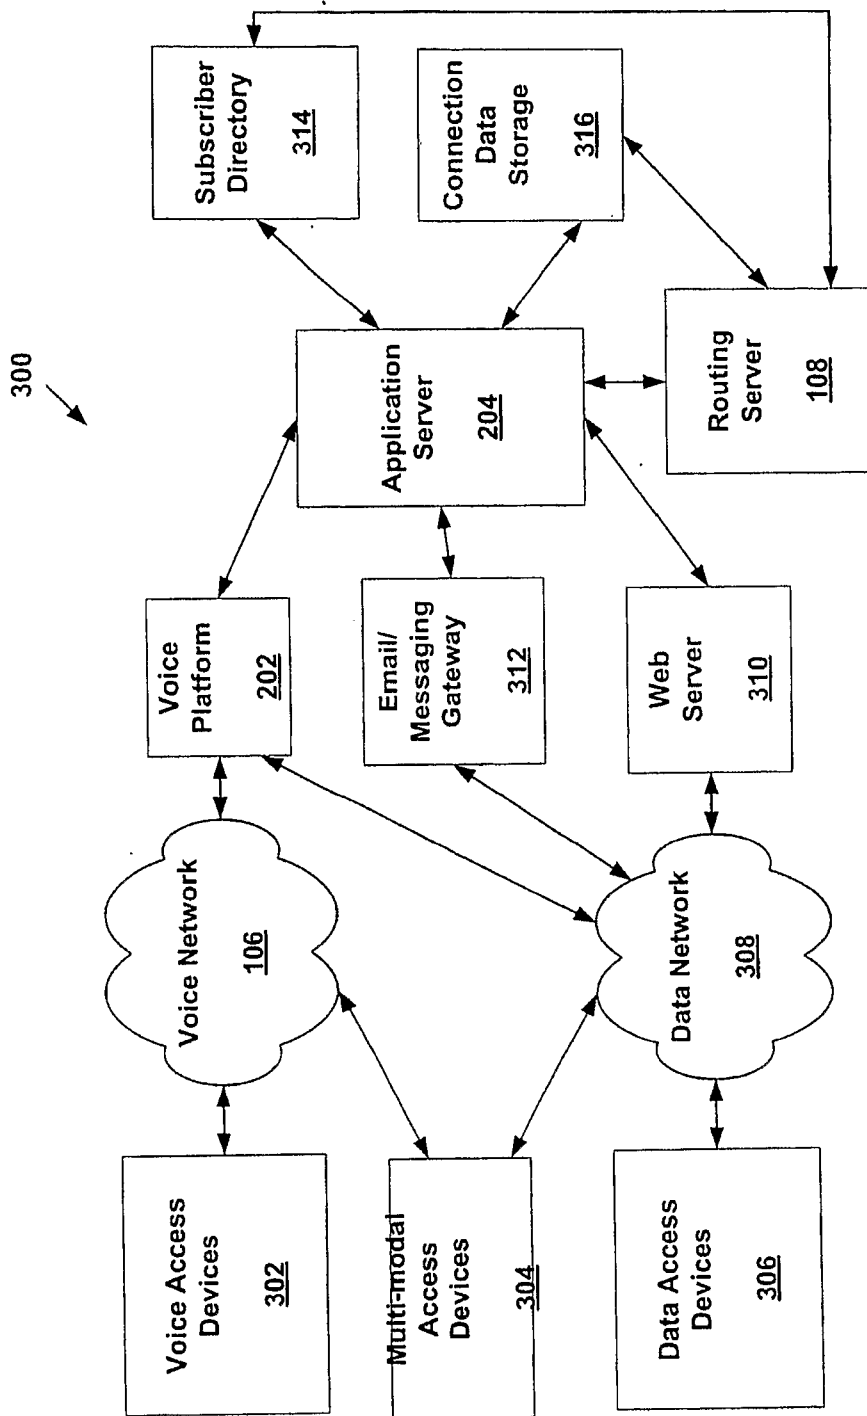 300
Voice Access
Devices
302
Multi-modal
Access
Devices
304
Data Access
Devices
306
Voice Network
106
Data Network
308
Voice
Platform
202
Email/
Messaging
Gateway
312
Web
Server
310
Application
Server
204
Routing
Server
108
Subscriber
Directory
314
Connection
Data
Storage
316